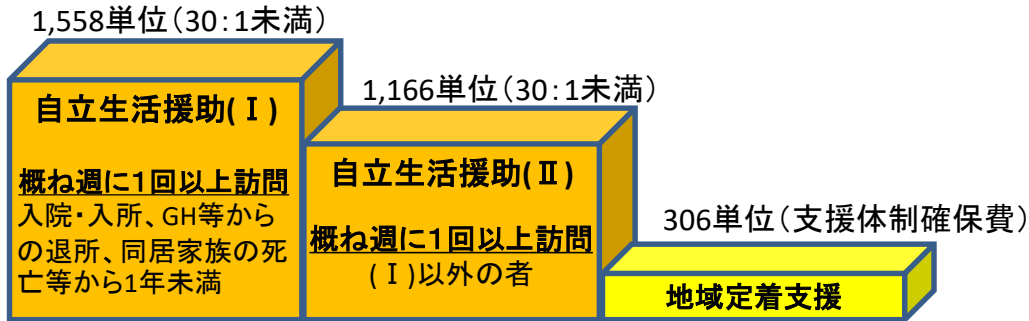 1,558単位（30：1未満）
自立生活援助(Ⅰ)
概ね週に１回以上訪問
入院・入所、GH等から
の退所、同居家族の死
亡等から1年未満
1,166単位（30：1未満）
自立生活援助(Ⅱ)
概ね週に１回以上訪問
(Ⅰ)以外の者
306単位（支援体制確保費）
地域定着支援